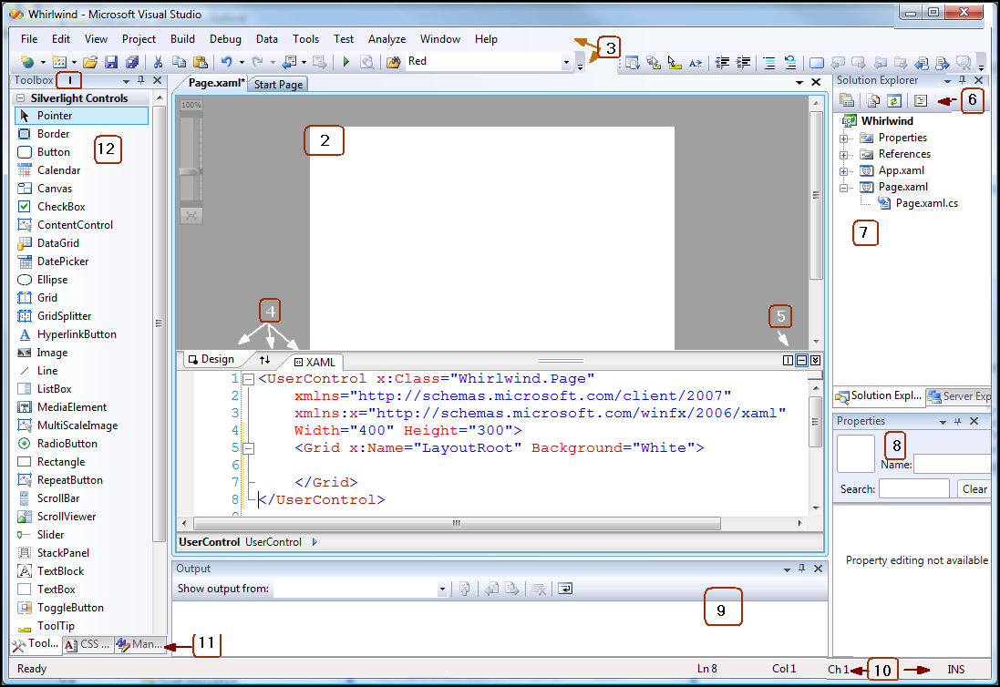 Whirlwind - Microsoft Visual Studio
File Edit View Project Build Debug Data Tools Test Analyze Window Help
3
Red
Toolbox 1
Silverlight Controls
Pointer
Border
12
Button
Calendar
Canvas
CheckBox
ContentControl
DataGrid
DatePicker
Ellipse
Grid
GridSplitter
HyperlinkButton
Image
Line
ListBox
MediaElement
MultiScaleImage
RadioButton
Rectangle
RepeatButton
ScrollBar
ScrollViewer
Slider
StackPanel
TextBlock
TextBox
ToggleButton
ToolTip
Tool... CSS ... Man...
11
Page.xaml* Start Page
100%
2
4
5
Design XAML
1 <UserControl x:Class="Whirlwind.Page"
2 xmlns="http://schemas.microsoft.com/client/2007"
3 xmlns:x="http://schemas.microsoft.com/winfx/2006/xaml"
4 Width="400" Height="300">
5 <Grid x:Name="LayoutRoot" Background="White">
6
7 </Grid>
8 </UserControl>
UserControl UserControl
Output
Show output from:
9
Solution Explorer
6
Whirlwind
Properties
References
App.xaml
Page.xaml
Page.xaml.cs
7
Solution Expl... Server Exp
Properties
8
Name:
Search: Clear
Property editing not available
Ready Ln 8 Col 1 Ch 1 10 INS